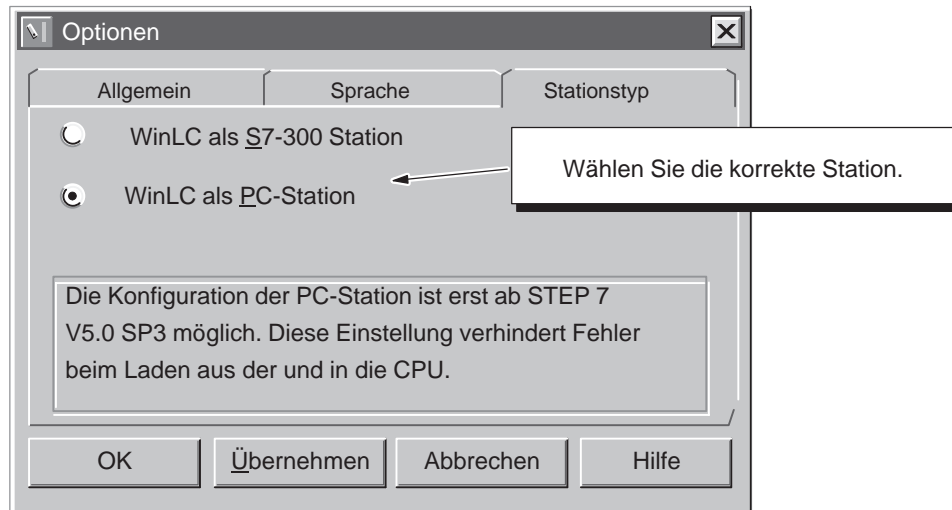 Optionen
Allgemein
Sprache
Stationstyp
WinLC als S7-300 Station
WinLC als PC-Station
Wählen Sie die korrekte Station.
Die Konfiguration der PC-Station ist erst ab STEP 7
V5.0 SP3 möglich. Diese Einstellung verhindert Fehler
beim Laden aus der und in die CPU.
OK
Übernehmen
Abbrechen
Hilfe